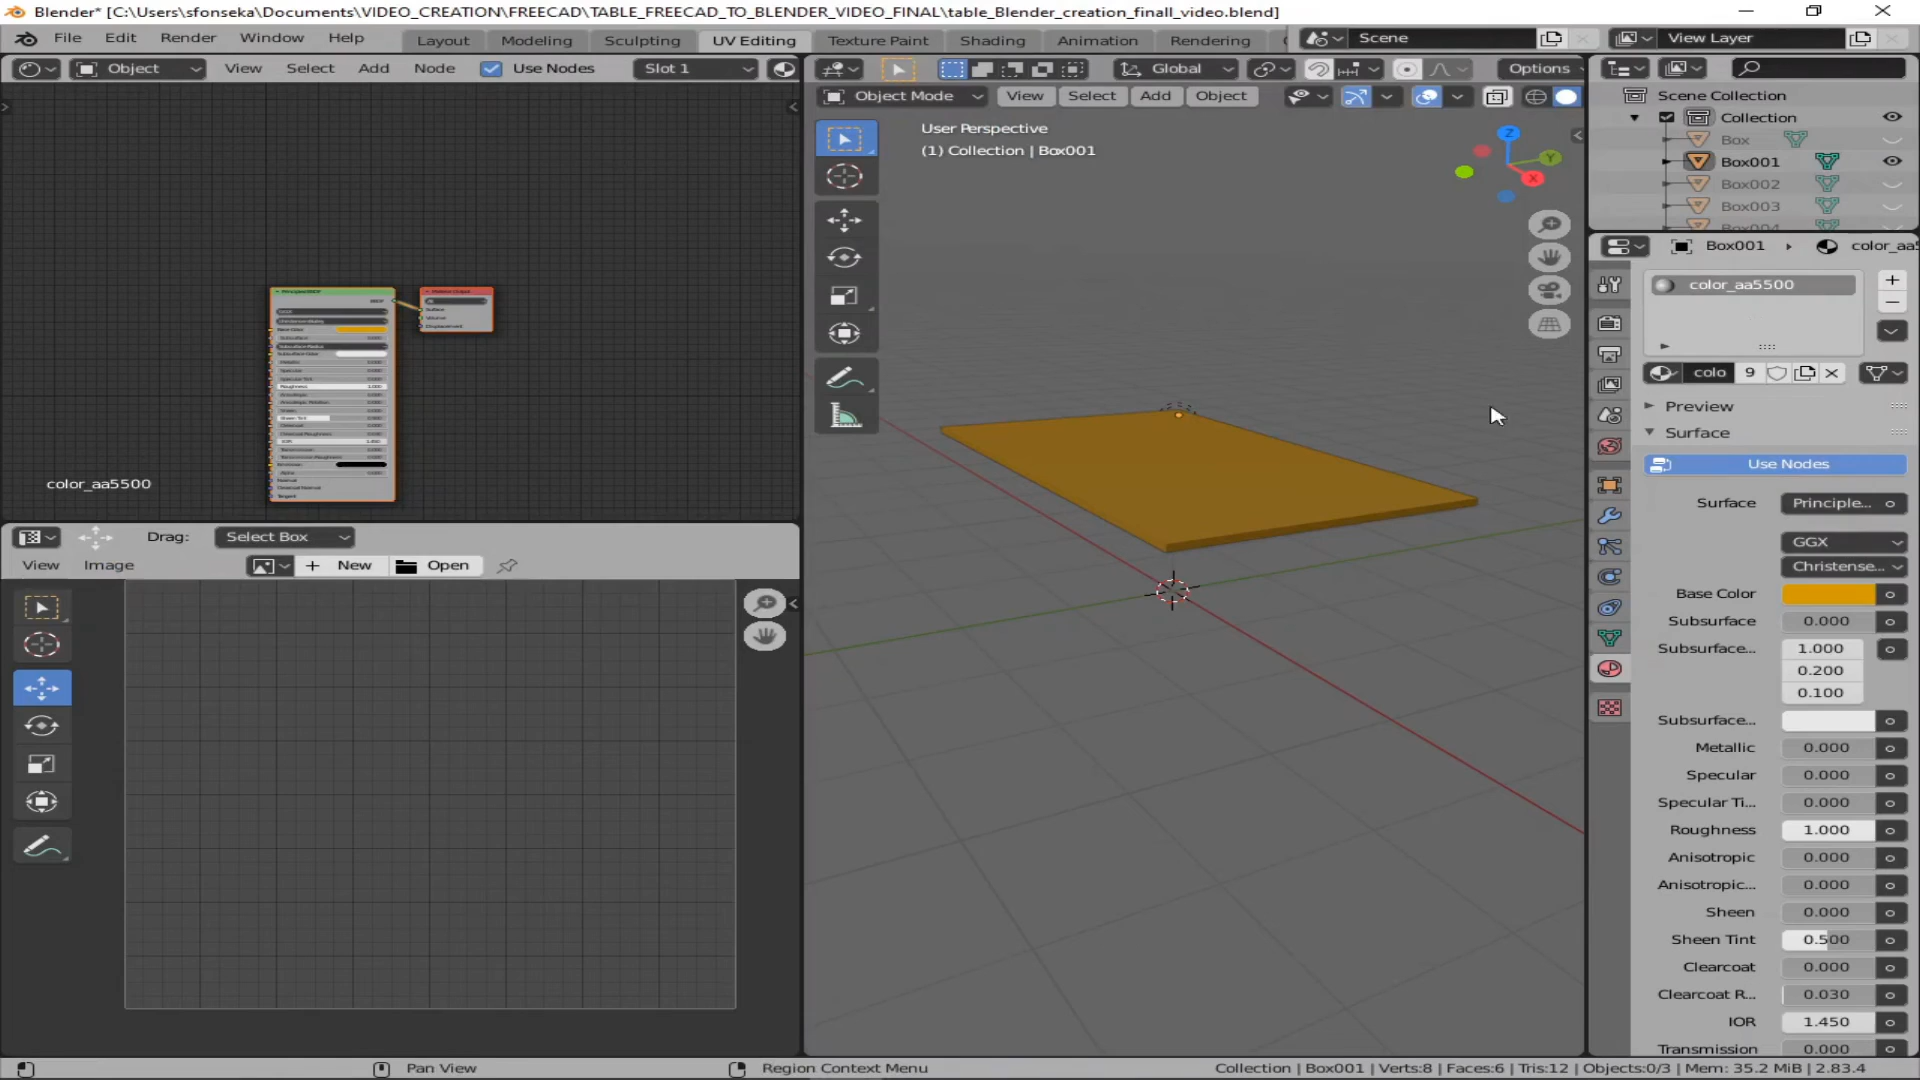 Blender* [C:\Users\sfonseka\Documents\VIDEO_CREATION\FREECAD\TABLE_FREECAD_TO_BLENDER_VIDEO_FINAL\table_Blender_creation_finall_video.blend]
File Edit Render Window Help Layout Modeling Sculpting UV Editing Texture Paint Shading Animation Rendering Scene View Layer
Object View Select Add Node Use Nodes Slot 1 Global Options
Object Mode View Select Add Object
Scene Collection
Collection
Box
Box001
Box002
Box003
Box004
User Perspective
(1) Collection | Box001
Z
Y
X
Box001
color_aa5500
colo 9
Preview
Surface
Use Nodes
Surface Principle...
GGX
Christense...
Base Color
Subsurface 0.000
Subsurface... 1.000
0.200
0.100
Subsurface...
Metallic 0.000
Specular 0.000
Specular Ti... 0.000
Roughness 1.000
Anisotropic 0.000
Anisotropic... 0.000
Sheen 0.000
Sheen Tint 0.500
Clearcoat 0.000
Clearcoat R... 0.030
IOR 1.450
Transmission 0.000
color_aa5500
Drag: Select Box
View Image New Open
Pan View Region Context Menu Collection | Box001 | Verts:8 | Faces:6 | Tris:12 | Objects:0/3 | Mem: 35.2 MiB | 2.83.4